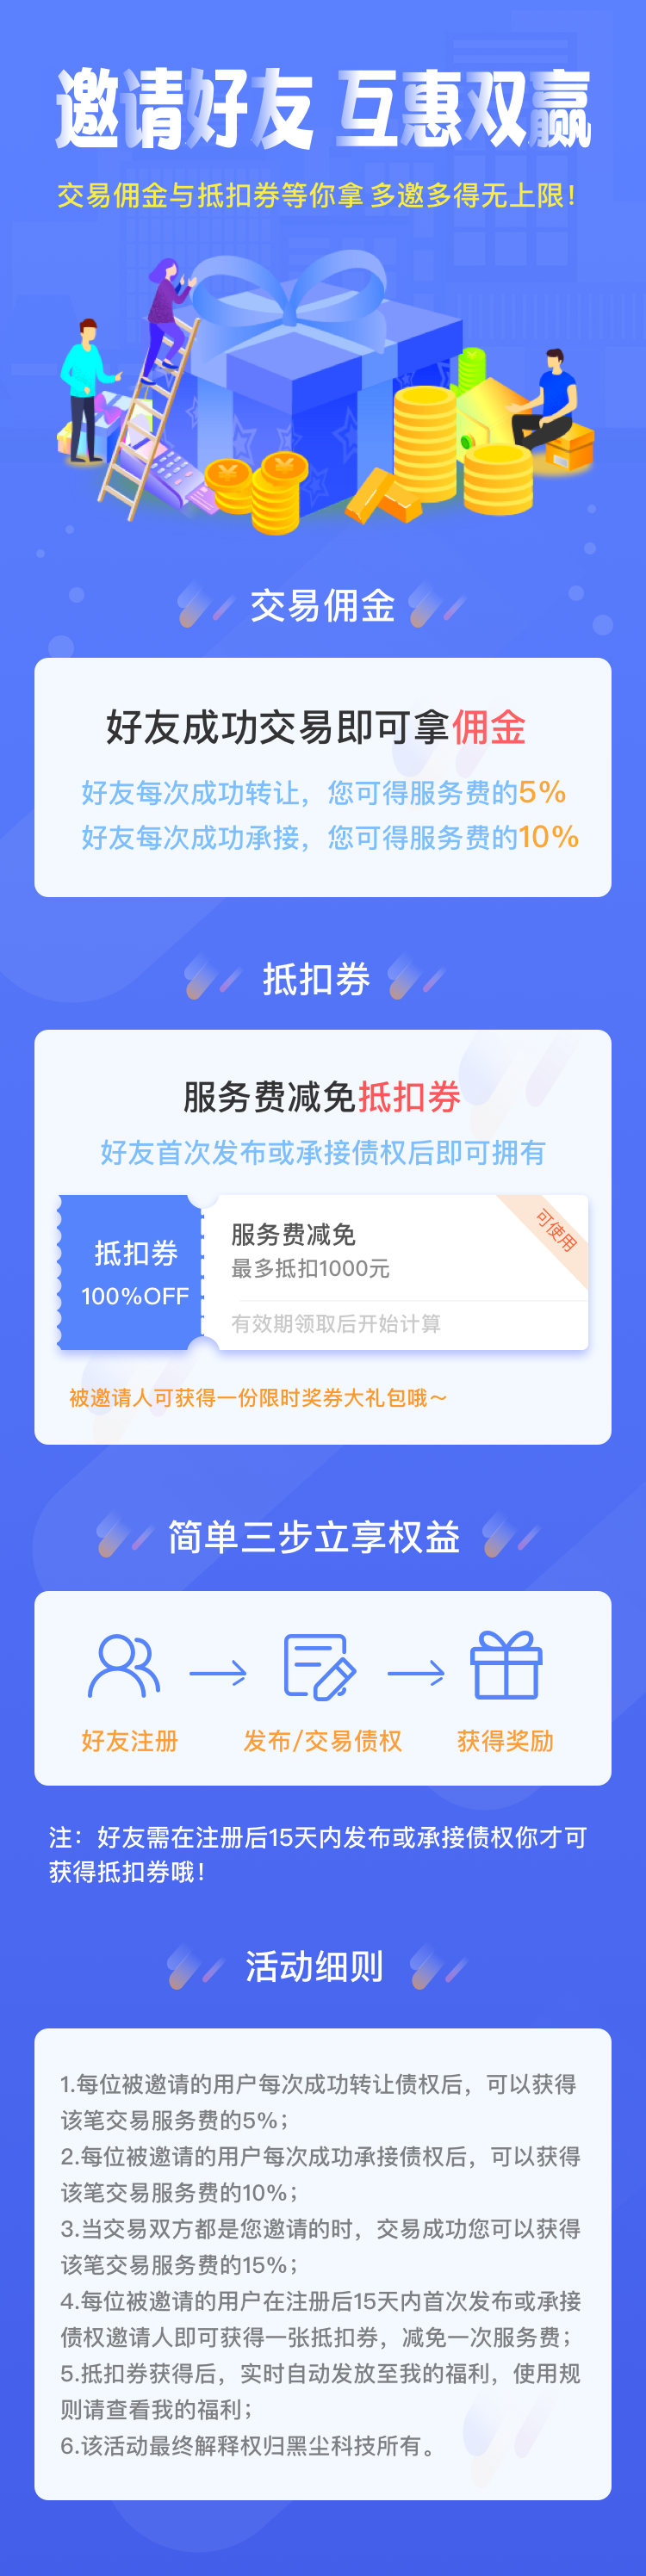 邀请好友 互惠双赢
交易佣金与抵扣券等你拿 多邀多得无上限！
交易佣金
好友成功交易即可拿佣金
好友每次成功转让，您可得服务费的5%
好友每次成功承接，您可得服务费的10%
抵扣券
服务费减免抵扣券
好友首次发布或承接债权后即可拥有
抵扣券
100%OFF
服务费减免
最多抵扣1000元
有效期领取后开始计算
可使用
被邀请人可获得一份限时奖券大礼包哦～
简单三步立享权益
好友注册
发布/交易债权
获得奖励
注：好友需在注册后15天内发布或承接债权你才可
获得抵扣券哦！
活动细则
1.每位被邀请的用户每次成功转让债权后，可以获得
该笔交易服务费的5%；
2.每位被邀请的用户每次成功承接债权后，可以获得
该笔交易服务费的10%；
3.当交易双方都是您邀请的时，交易成功您可以获得
该笔交易服务费的15%；
4.每位被邀请的用户在注册后15天内首次发布或承接
债权邀请人即可获得一张抵扣券，减免一次服务费；
5.抵扣券获得后，实时自动发放至我的福利，使用规
则请查看我的福利；
6.该活动最终解释权归黑尘科技所有。